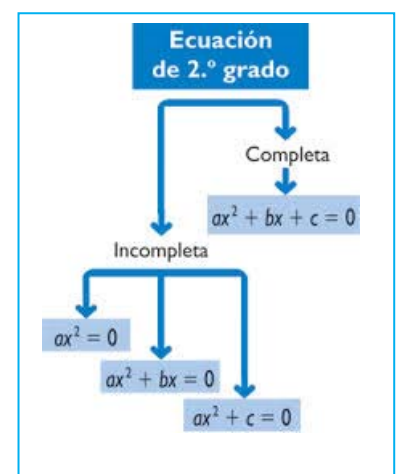 Ecuación
de 2.º grado
Completa
ax² + bx + c = 0
Incompleta
ax² = 0
ax² + bx = 0
ax² + c = 0